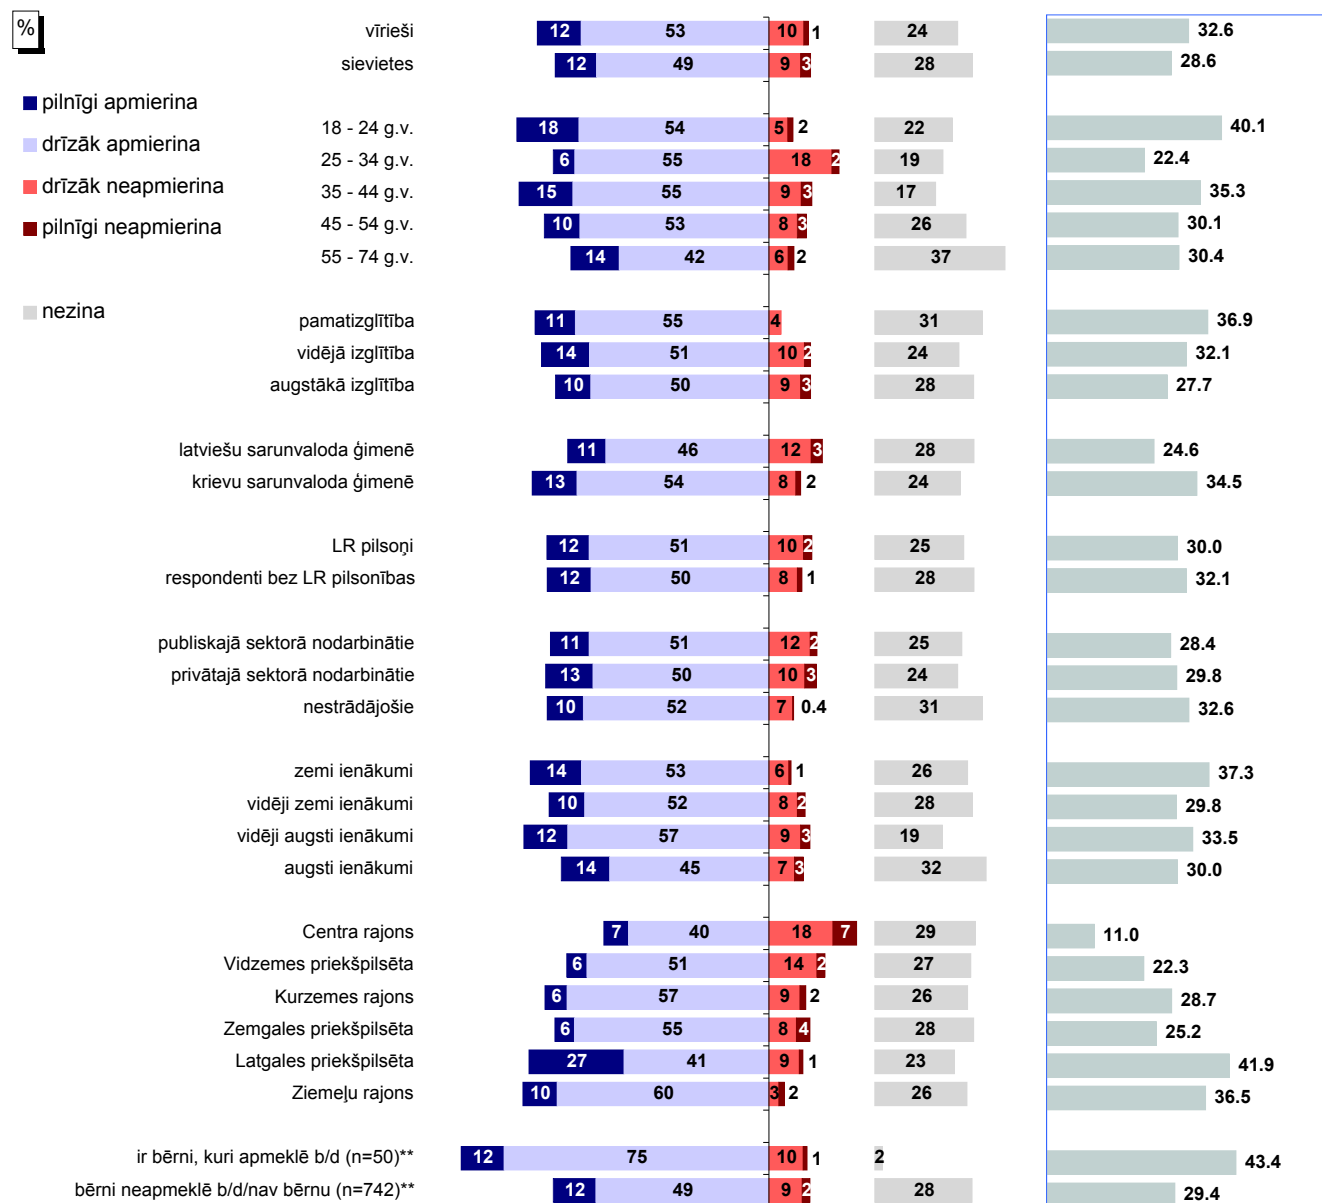 %
pilnīgi apmierina
drīzāk apmierina
drīzāk neapmierina
pilnīgi neapmierina
nezina
vīrieši 12 53 10 1 24 32.6
sievietes 12 49 9 3 28 28.6
18 - 24 g.v. 18 54 5 2 22 40.1
25 - 34 g.v. 6 55 18 2 19 22.4
35 - 44 g.v. 15 55 9 3 17 35.3
45 - 54 g.v. 10 53 8 3 26 30.1
55 - 74 g.v. 14 42 6 2 37 30.4
pamatizglītība 11 55 4 31 36.9
vidējā izglītība 14 51 10 2 24 32.1
augstākā izglītība 10 50 9 3 28 27.7
latviešu sarunvaloda ģimenē 11 46 12 3 28 24.6
krievu sarunvaloda ģimenē 13 54 8 2 24 34.5
LR pilsoņi 12 51 10 2 25 30.0
respondenti bez LR pilsonības 12 50 8 1 28 32.1
publiskajā sektorā nodarbinātie 11 51 12 2 25 28.4
privātajā sektorā nodarbinātie 13 50 10 3 24 29.8
nestrādājošie 10 52 7 0.4 31 32.6
zemi ienākumi 14 53 6 1 26 37.3
vidēji zemi ienākumi 10 52 8 2 28 29.8
vidēji augsti ienākumi 12 57 9 3 19 33.5
augsti ienākumi 14 45 7 3 32 30.0
Centra rajons 7 40 18 7 29 11.0
Vidzemes priekšpilsēta 6 51 14 2 27 22.3
Kurzemes rajons 6 57 9 2 26 28.7
Zemgales priekšpilsēta 6 55 8 4 28 25.2
Latgales priekšpilsēta 27 41 9 1 23 41.9
Ziemeļu rajons 10 60 3 2 26 36.5
ir bērni, kuri apmeklē b/d (n=50)** 12 75 10 1 2 43.4
bērni neapmeklē b/d/nav bērnu (n=742)** 12 49 9 2 28 29.4